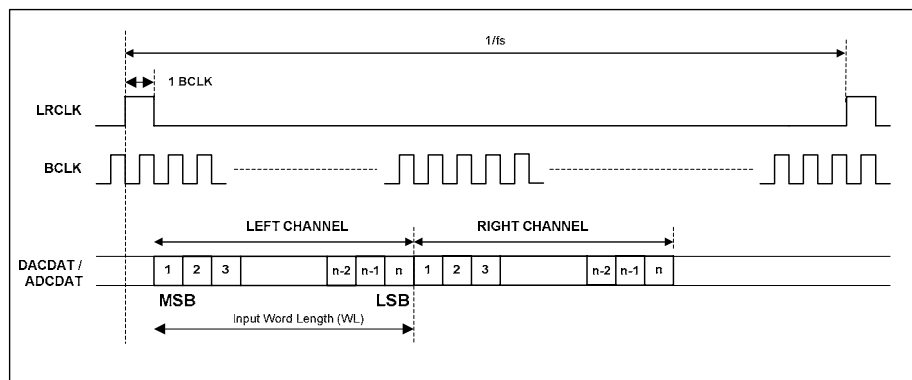 1/fs
1 BCLK
LRCLK
BCLK
LEFT CHANNEL
RIGHT CHANNEL
DACDAT /
ADCDAT
1 2 3 n-2 n-1 n 1 2 3 n-2 n-1 n
MSB LSB
Input Word Length (WL)